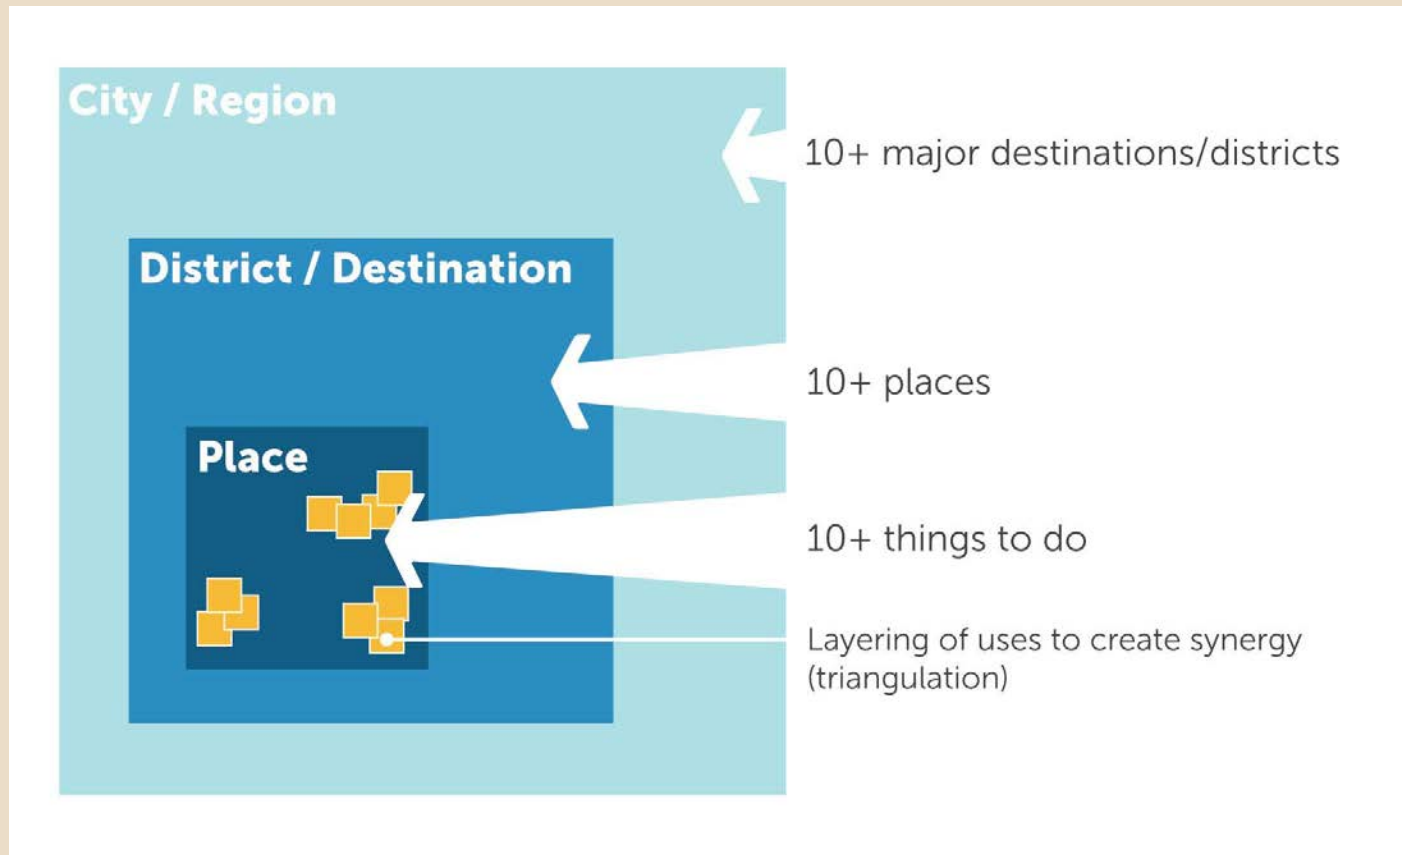 City / Region
10+ major destinations/districts
District / Destination
10+ places
Place
10+ things to do
Layering of uses to create synergy
(triangulation)